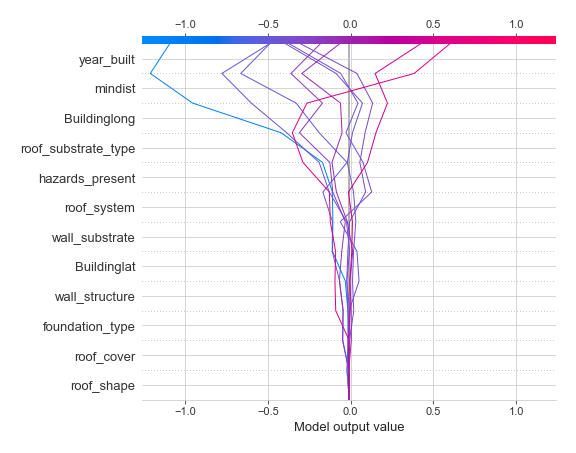 −1.0 −0.5 0.0 0.5 1.0
year_built
mindist
Buildinglong
roof_substrate_type
hazards_present
roof_system
wall_substrate
Buildinglat
wall_structure
foundation_type
roof_cover
roof_shape
−1.0 −0.5 0.0 0.5 1.0
Model output value